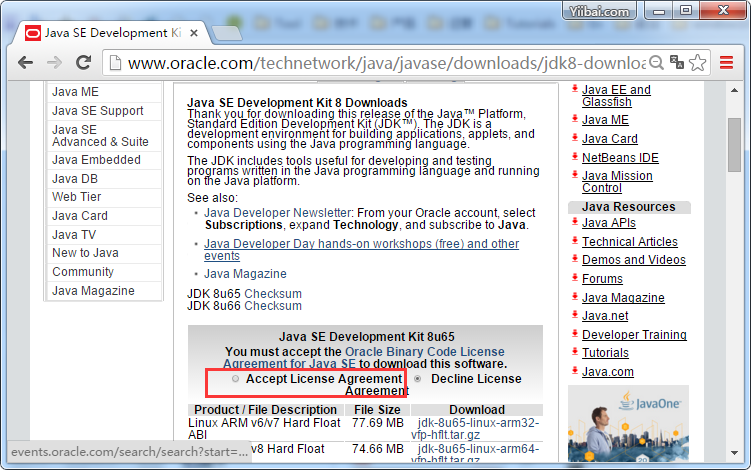 Yiibai.com
Java SE Development Ki
www.oracle.com/technetwork/java/javase/downloads/jdk8-downloa
Java ME
Java SE Support
Java SE
Advanced & Suite
Java Embedded
Java DB
Web Tier
Java Card
Java TV
New to Java
Community
Java Magazine
Java SE Development Kit 8 Downloads
Thank you for downloading this release of the Java™ Platform,
Standard Edition Development Kit (JDK™). The JDK is a
development environment for building applications, applets, and
components using the Java programming language.
The JDK includes tools useful for developing and testing
programs written in the Java programming language and running
on the Java platform.
See also:
Java Developer Newsletter: From your Oracle account, select
Subscriptions, expand Technology, and subscribe to Java.
Java Developer Day hands-on workshops (free) and other
events
Java Magazine
JDK 8u65 Checksum
JDK 8u66 Checksum
Java SE Development Kit 8u65
You must accept the Oracle Binary Code License
Agreement for Java SE to download this software.
Accept License Agreement Decline License
Agreement
Product / File Description File Size Download
Linux ARM v6/v7 Hard Float 77.69 MB jdk-8u65-linux-arm32-
ABI vfp-hflt.tar.gz
v8 Hard Float 74.66 MB jdk-8u65-linux-arm64-
events.oracle.com/search/search?start=...
Java EE and
Glassfish
Java ME
Java Card
NetBeans IDE
Java Mission
Control
Java Resources
Java APIs
Technical Articles
Demos and Videos
Forums
Java Magazine
Java.net
Developer Training
Tutorials
Java.com
JavaOne